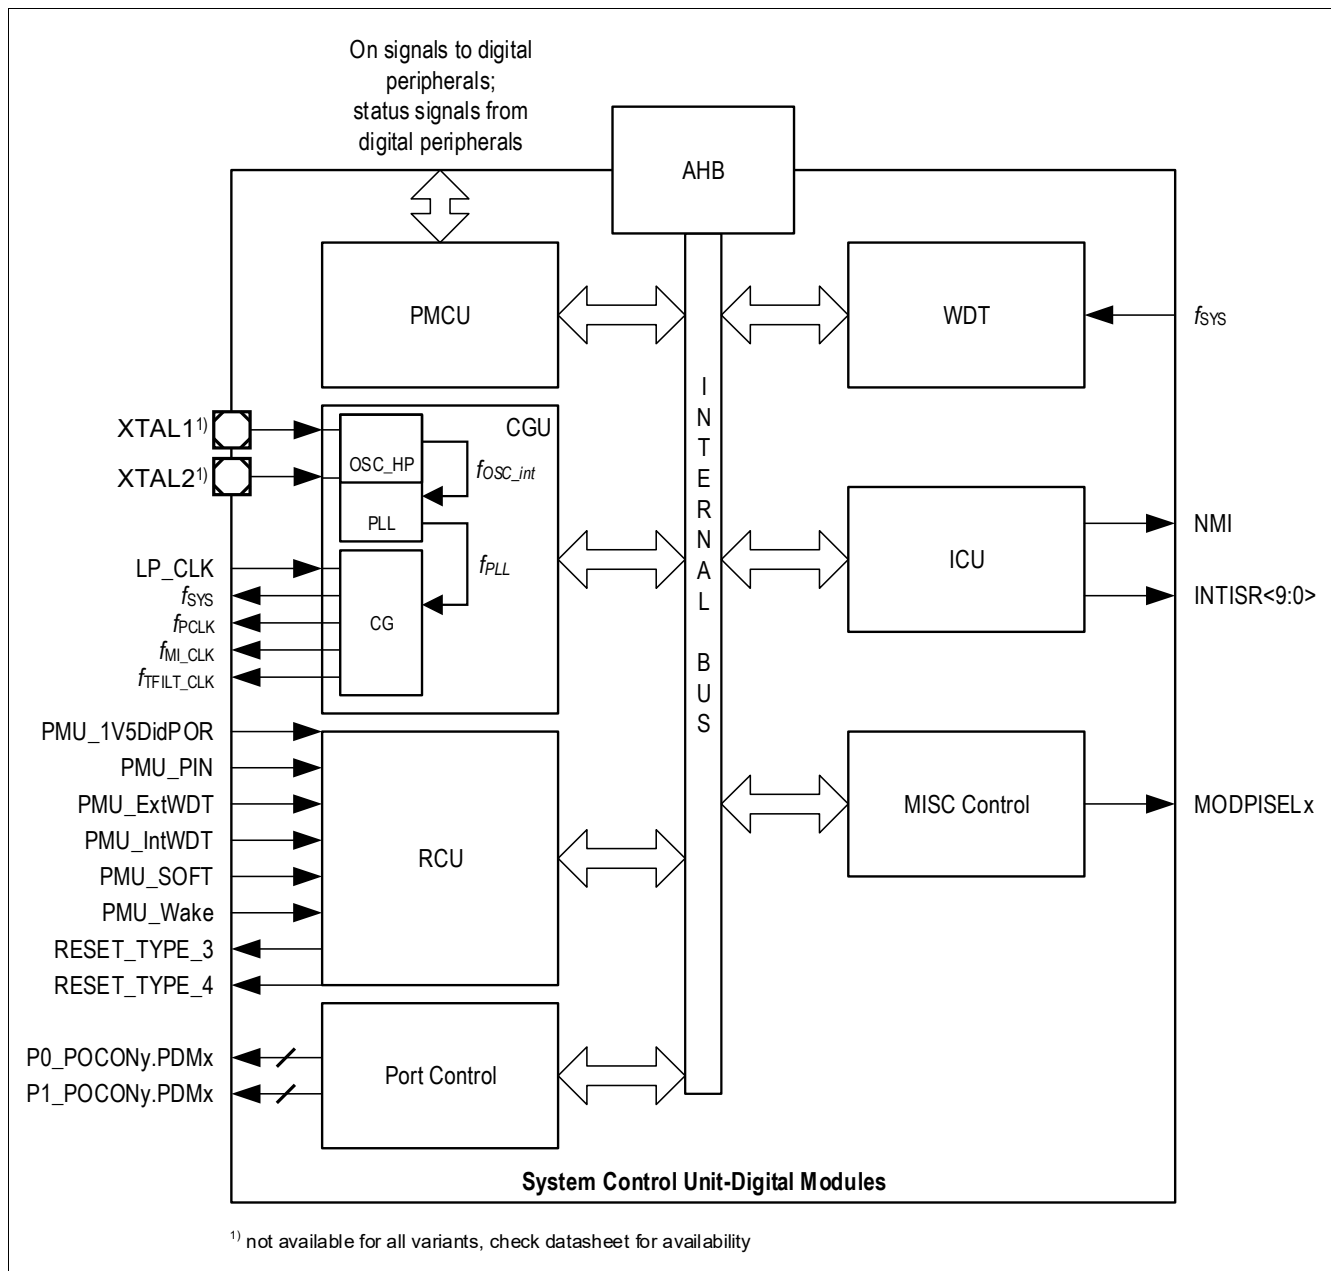 On signals to digital
peripherals;
status signals from
digital peripherals
AHB
PMCU
WDT
fSYS
XTAL1¹⁾
XTAL2¹⁾
CGU
OSC_HP
fOSC_int
PLL
fPLL
CG
LP_CLK
fSYS
fPCLK
fMI_CLK
fTFILT_CLK
INTERNAL BUS
ICU
NMI
INTISR<9:0>
PMU_1V5DidPOR
PMU_PIN
PMU_ExtWDT
PMU_IntWDT
PMU_SOFT
PMU_Wake
RESET_TYPE_3
RESET_TYPE_4
RCU
MISC Control
MODPISELx
P0_POCONy.PDMx
P1_POCONy.PDMx
Port Control
System Control Unit-Digital Modules
¹⁾ not available for all variants, check datasheet for availability